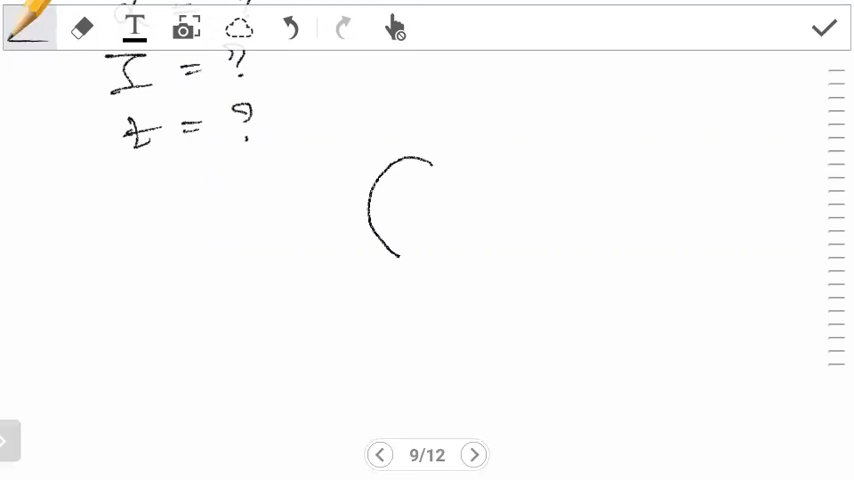 T
I = ?
t = ?
9/12